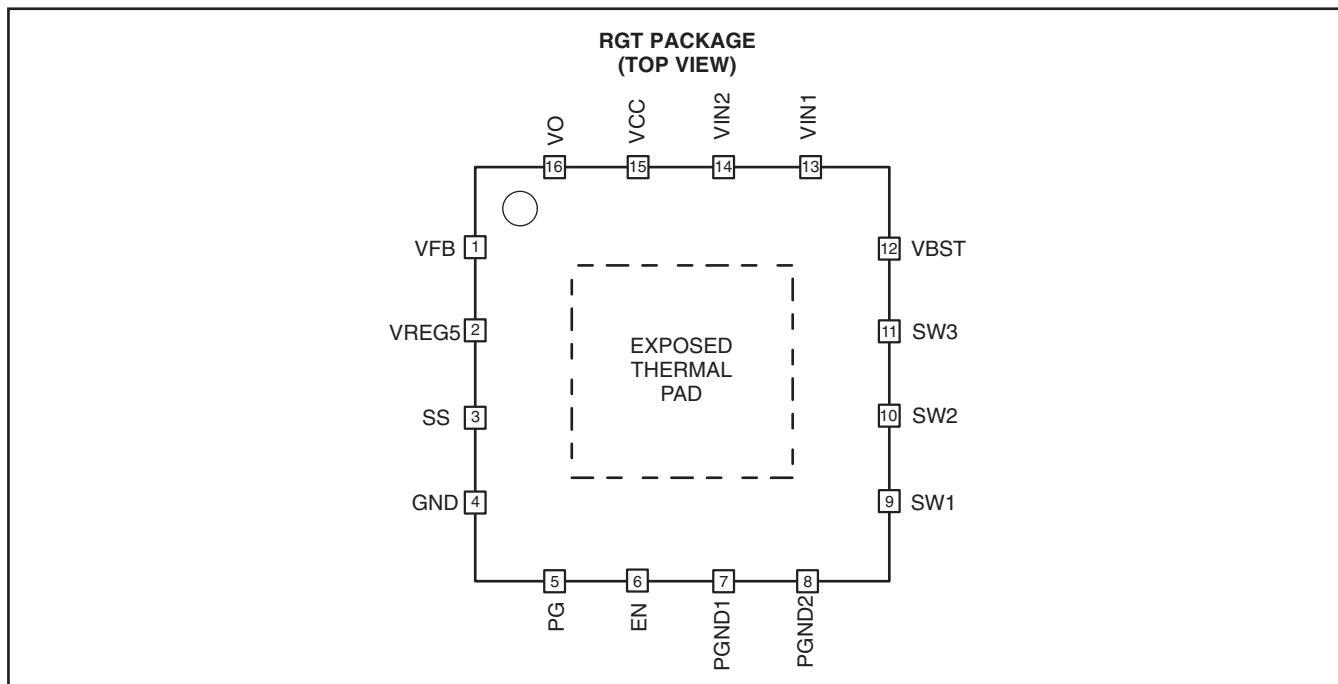 RGT PACKAGE
(TOP VIEW)
VO
VCC
VIN2
VIN1
16
15
14
13
VFB 1
12 VBST
VREG5 2
11 SW3
EXPOSED
THERMAL
PAD
SS 3
10 SW2
GND 4
9 SW1
5
6
7
8
PG
EN
PGND1
PGND2